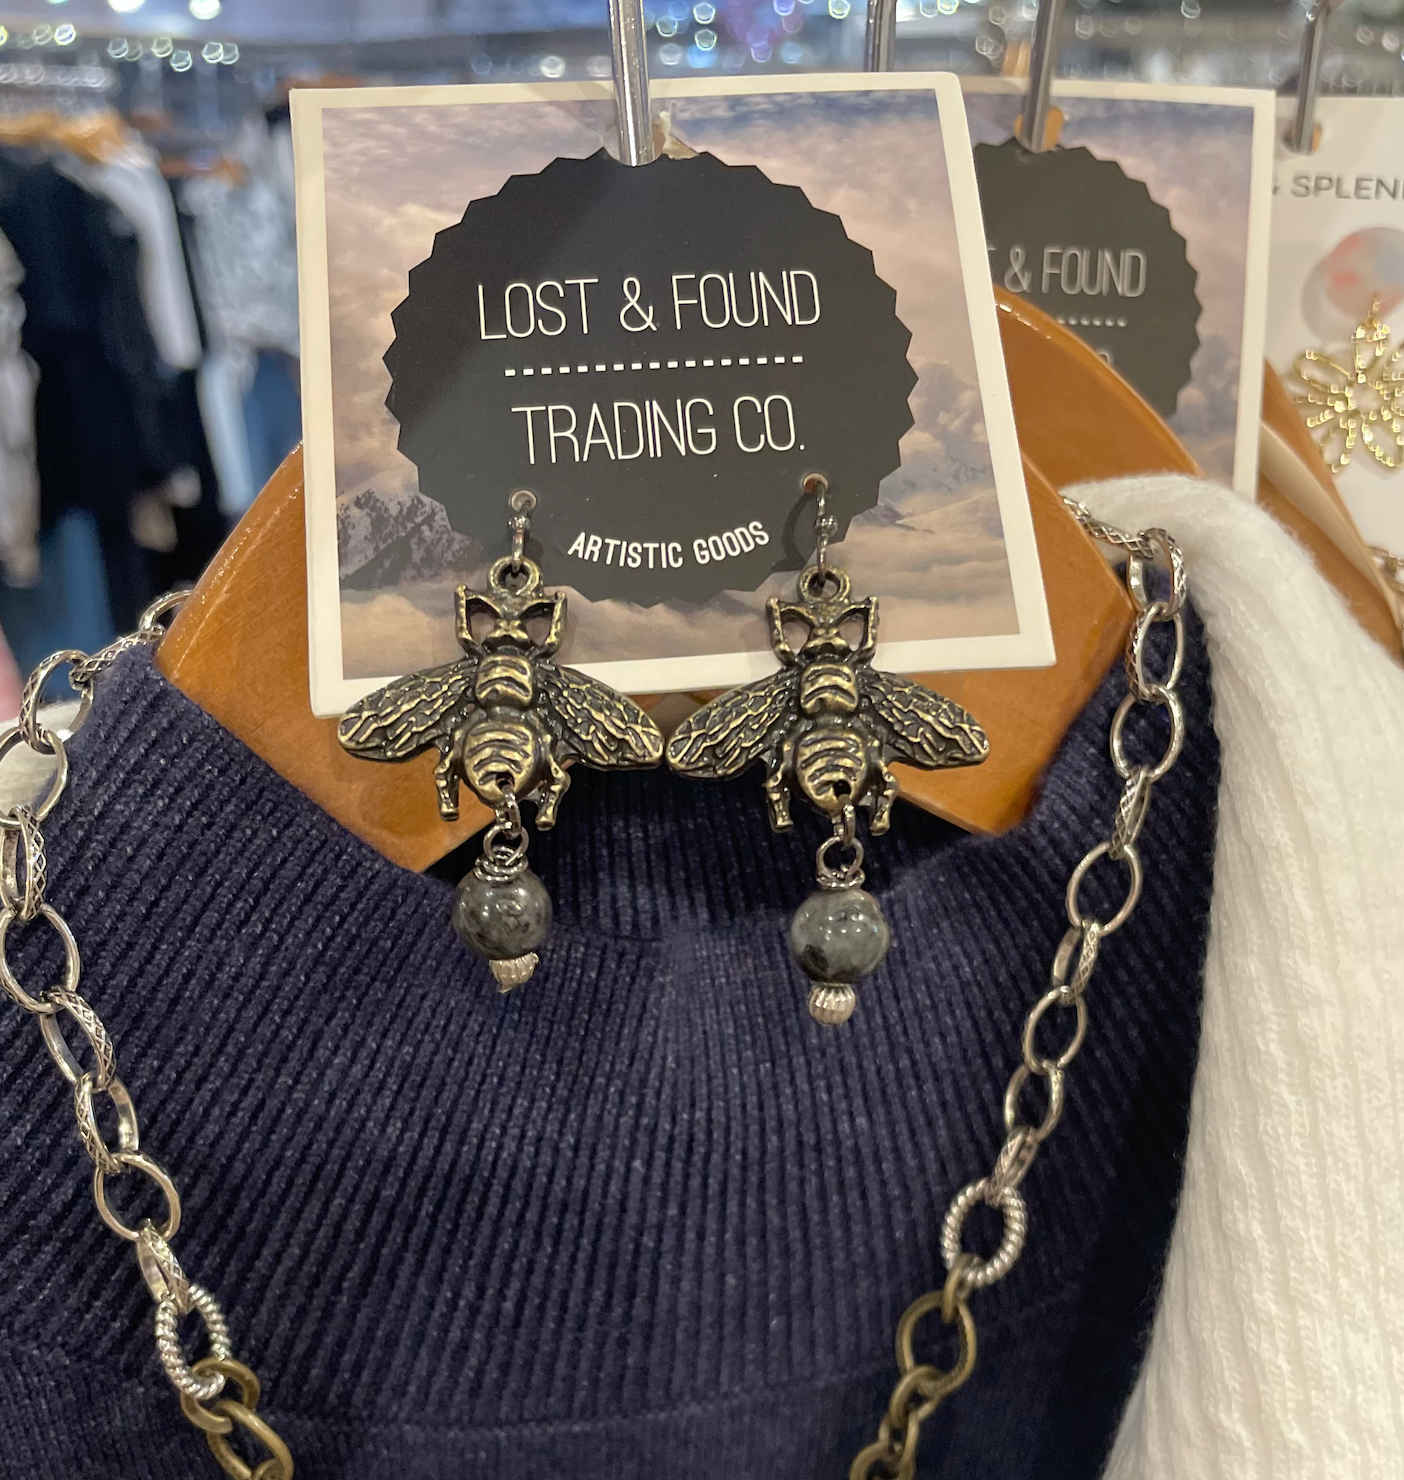 LOST & FOUND
TRADING CO.
ARTISTIC GOODS
& FOUND